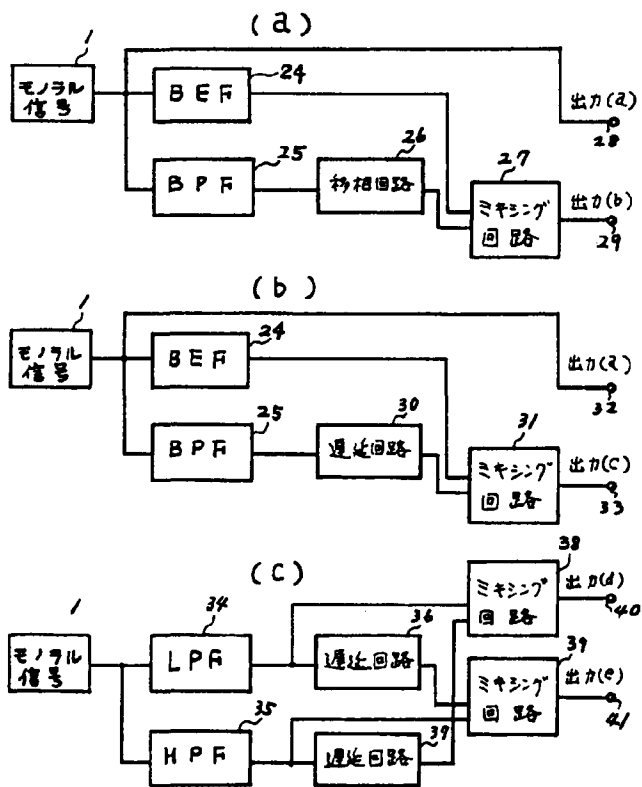 (a)
1
モノラル
信号
24
BEF
25
BPF
26
移相回路
27
ミキシング
回路
出力(a)
28
出力(b)
29
(b)
1
モノラル
信号
24
BEF
25
BPF
30
遅延回路
31
ミキシング
回路
出力(a)
32
出力(c)
33
(c)
1
モノラル
信号
34
LPF
35
HPF
36
遅延回路
39
遅延回路
38
ミキシング
回路
出力(d)
40
39
ミキシング
回路
出力(e)
41